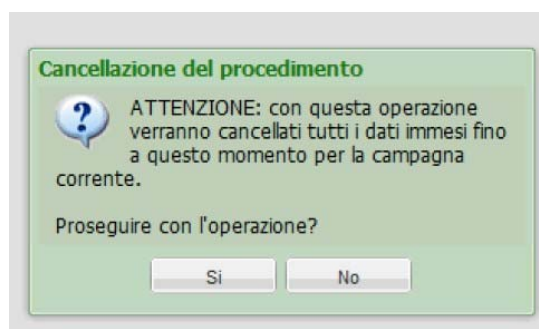 Cancellazione del procedimento
ATTENZIONE: con questa operazione
verranno cancellati tutti i dati immesi fino
a questo momento per la campagna
corrente.
Proseguire con l'operazione?
Si
No